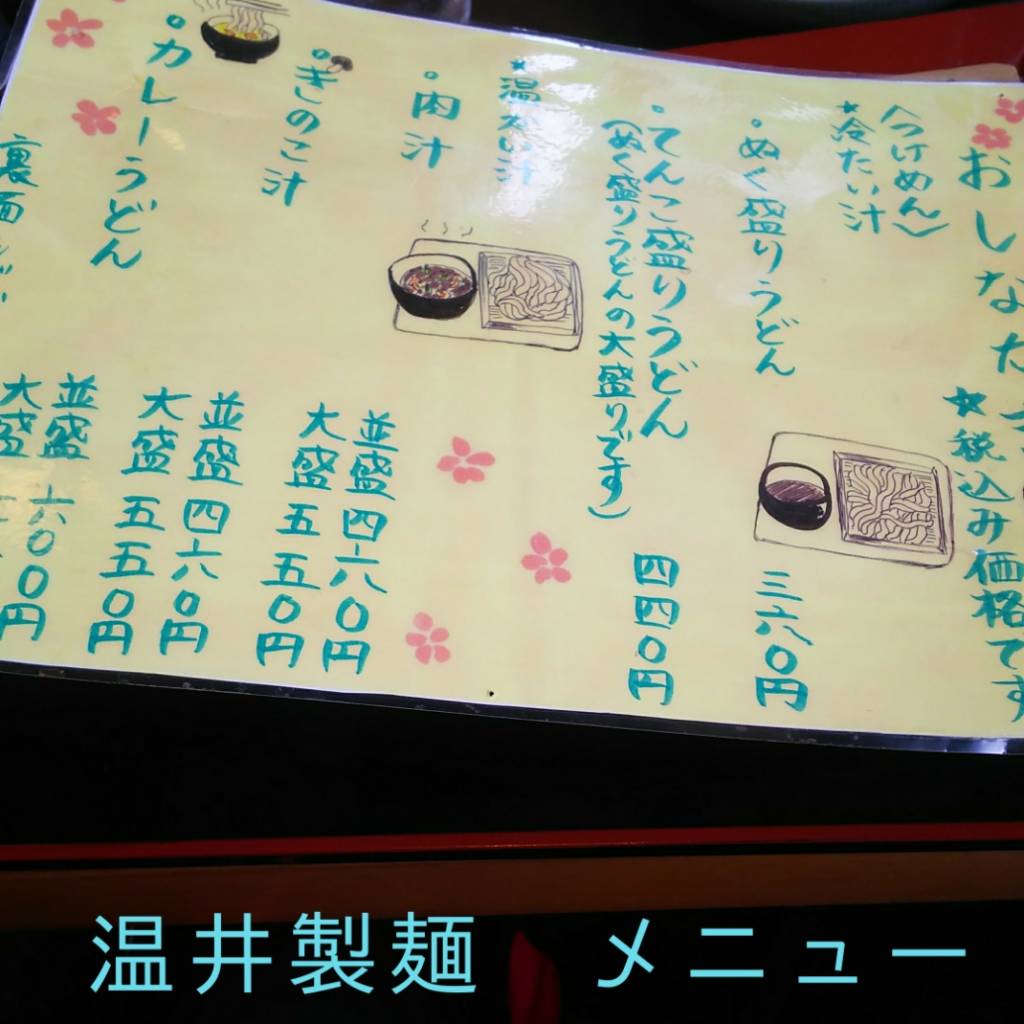 おしなが
★税込み価格です
(つけめん)
★冷たい汁
・ぬく盛りうどん
三六〇円
・てんこ盛りうどん
四四〇円
(ぬく盛りうどんの大盛りです)
★温かい汁
・肉汁
並盛 四六〇円
大盛 五五〇円
・きのこ汁
並盛 四六〇円
大盛 五五〇円
・カレーうどん
並盛 六〇〇円
大盛
裏面
温井製麺 メニュー